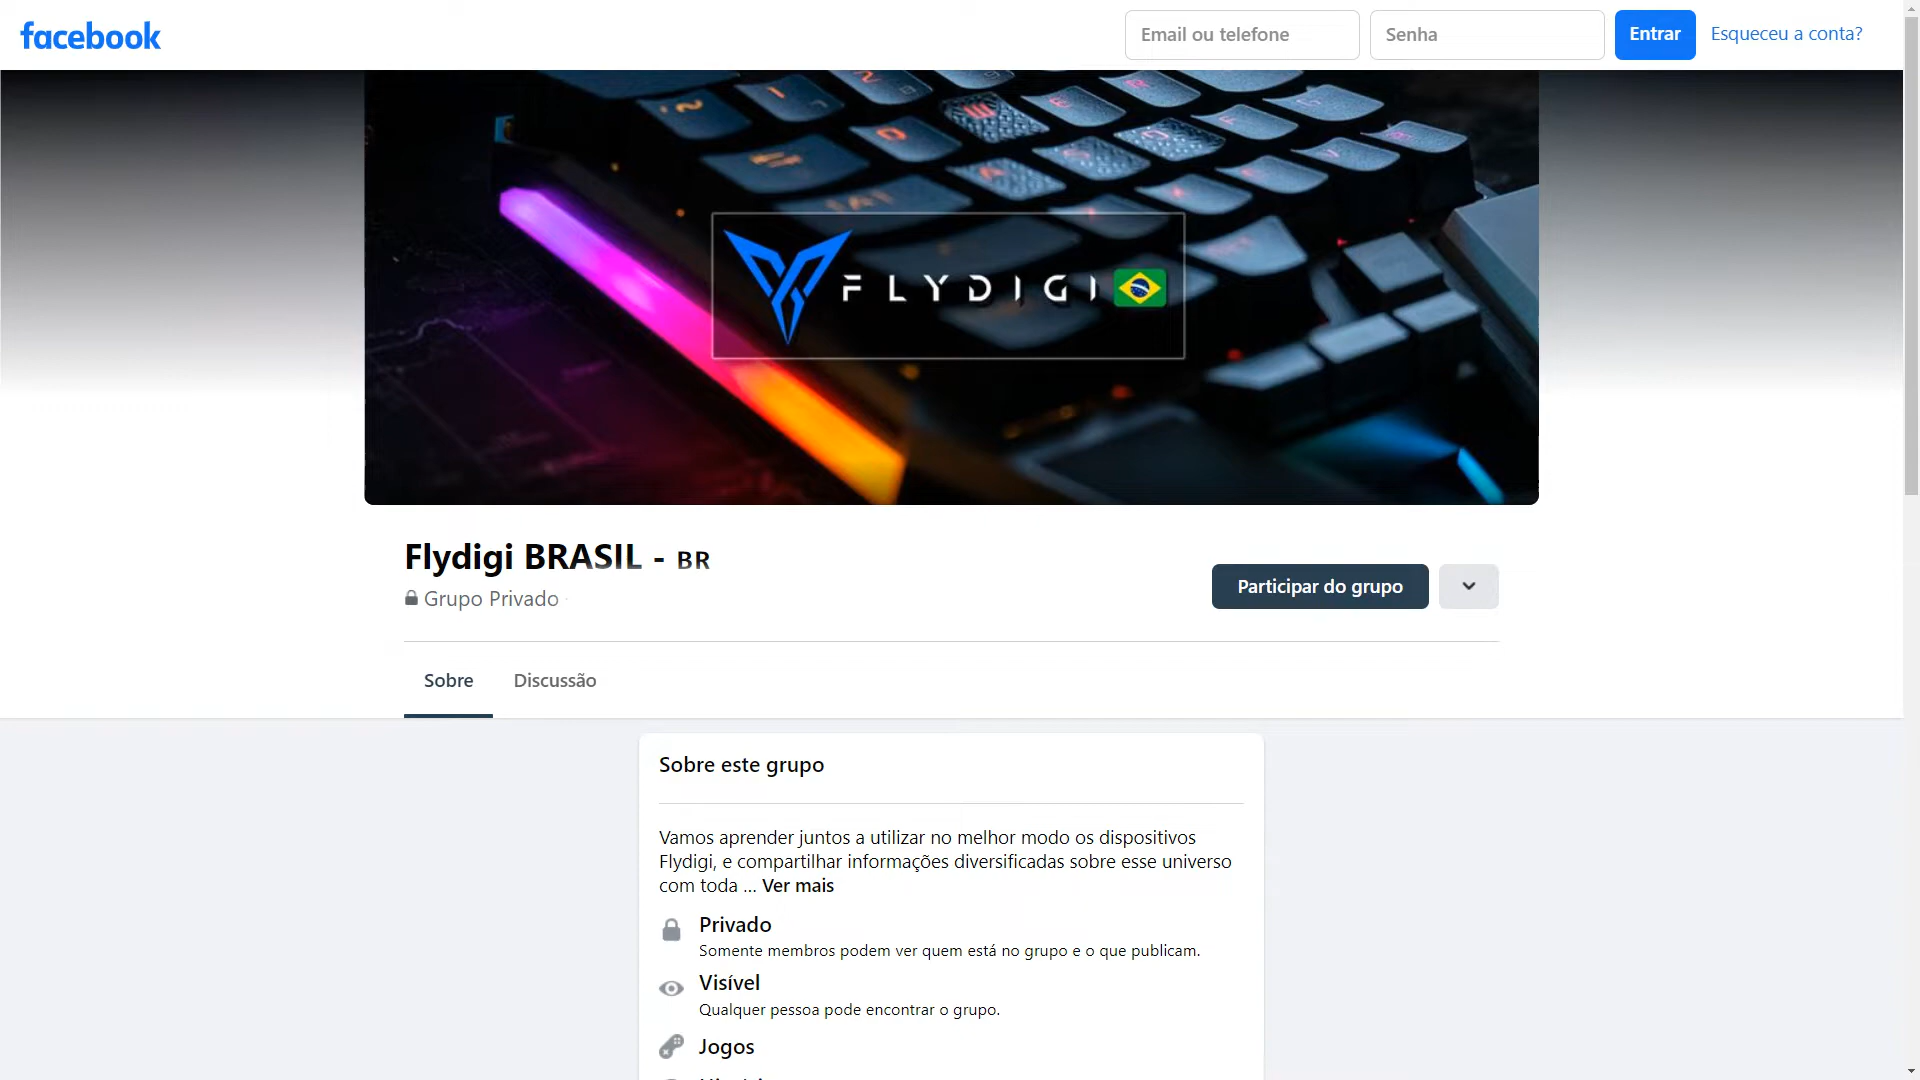 facebook
Email ou telefone
Senha
Entrar
Esqueceu a conta?
FLYDIGI
Flydigi BRASIL - BR
Grupo Privado ·
Participar do grupo
Sobre
Discussão
Sobre este grupo
Vamos aprender juntos a utilizar no melhor modo os dispositivos
Flydigi, e compartilhar informações diversificadas sobre esse universo
com toda ... Ver mais
Privado
Somente membros podem ver quem está no grupo e o que publicam.
Visível
Qualquer pessoa pode encontrar o grupo.
Jogos